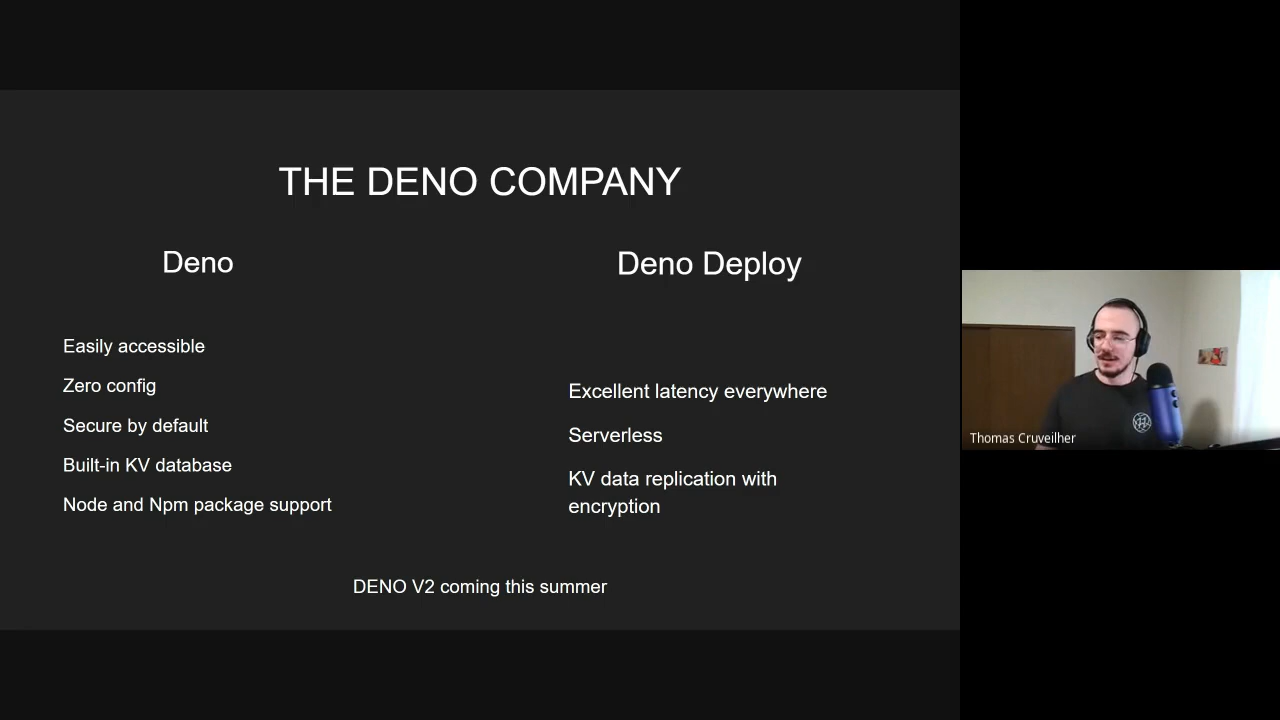 THE DENO COMPANY
Deno
Easily accessible
Zero config
Secure by default
Built-in KV database
Node and Npm package support
Deno Deploy
Excellent latency everywhere
Serverless
KV data replication with
encryption
DENO V2 coming this summer
Thomas Cruveilher